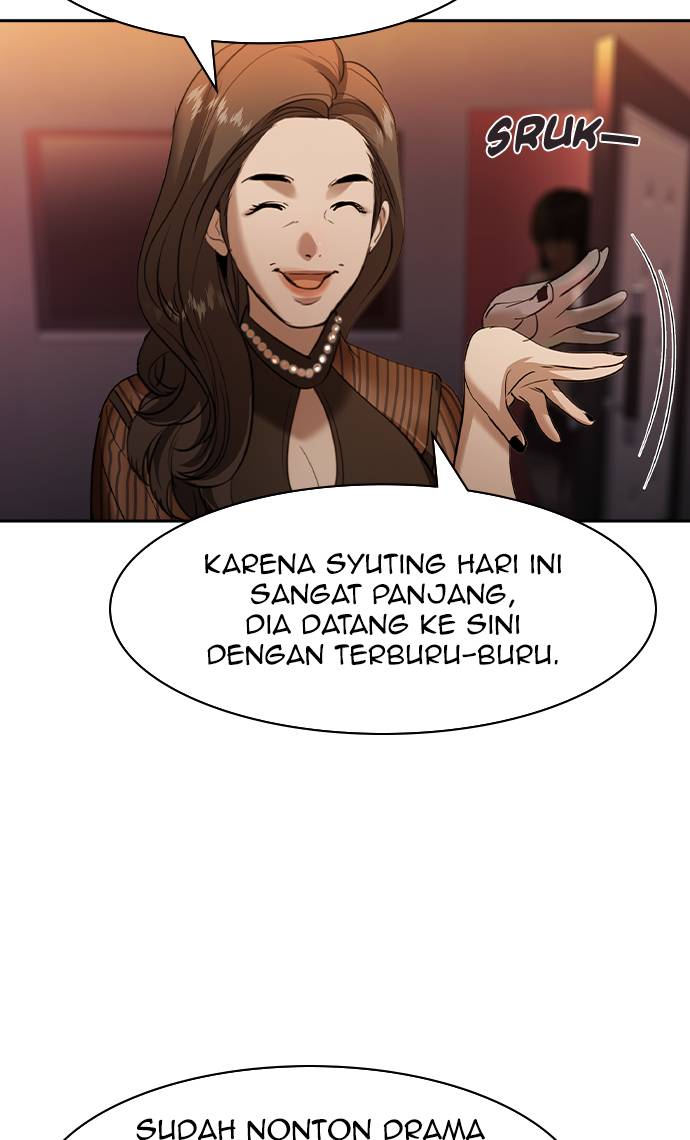 SRUK—
KARENA SYUTING HARI INI
SANGAT PANJANG,
DIA DATANG KE SINI
DENGAN TERBURU-BURU.
SUDAH NONTON DRAMA